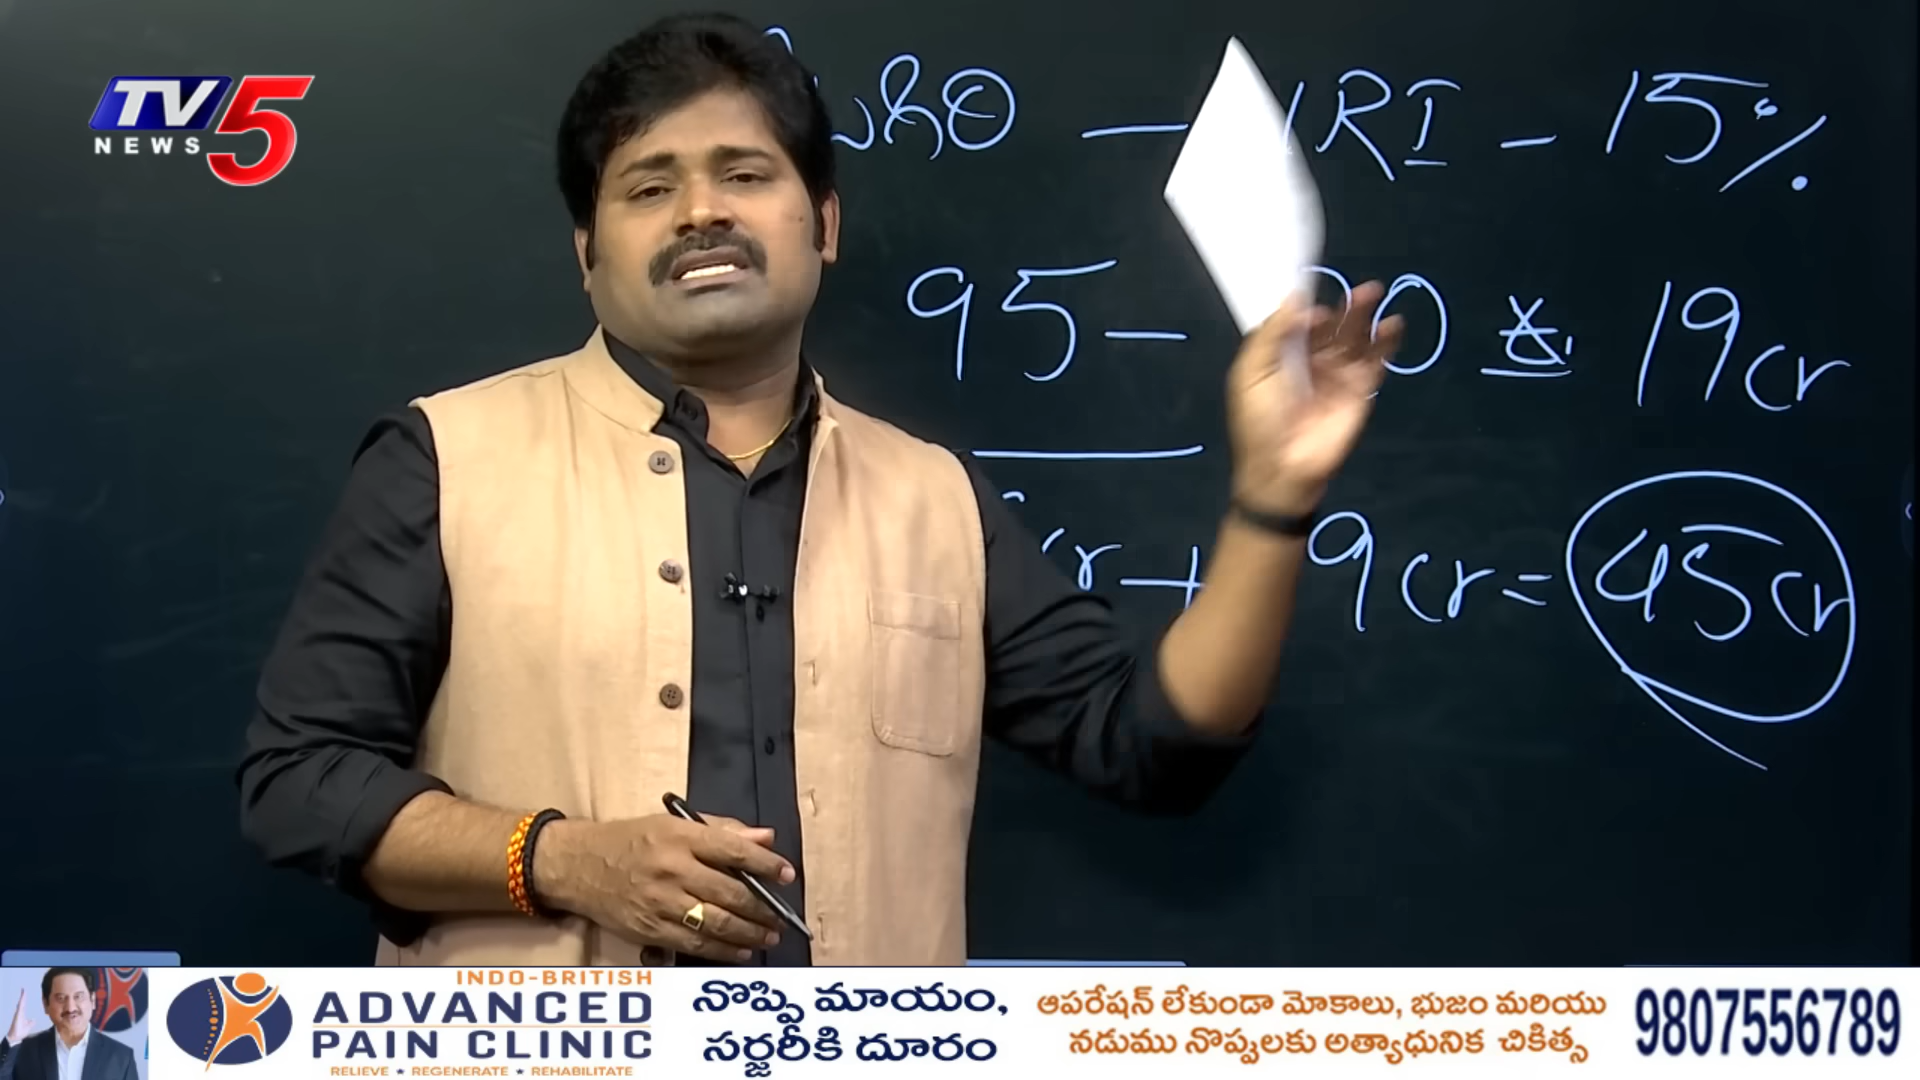 TV5
NEWS
RI - 15%
95 - 19cr
cr + 9cr = 45cr
INDO-BRITISH
ADVANCED
PAIN CLINIC
RELIEVE ★ REGENERATE ★ REHABILITATE
నొప్పి మాయం,
సర్జరీకి దూరం
ఆపరేషన్ లేకుండా మోకాలు, భుజం మరియు
నడుము నొప్పులకు అత్యాధునిక చికిత్స
9807556789